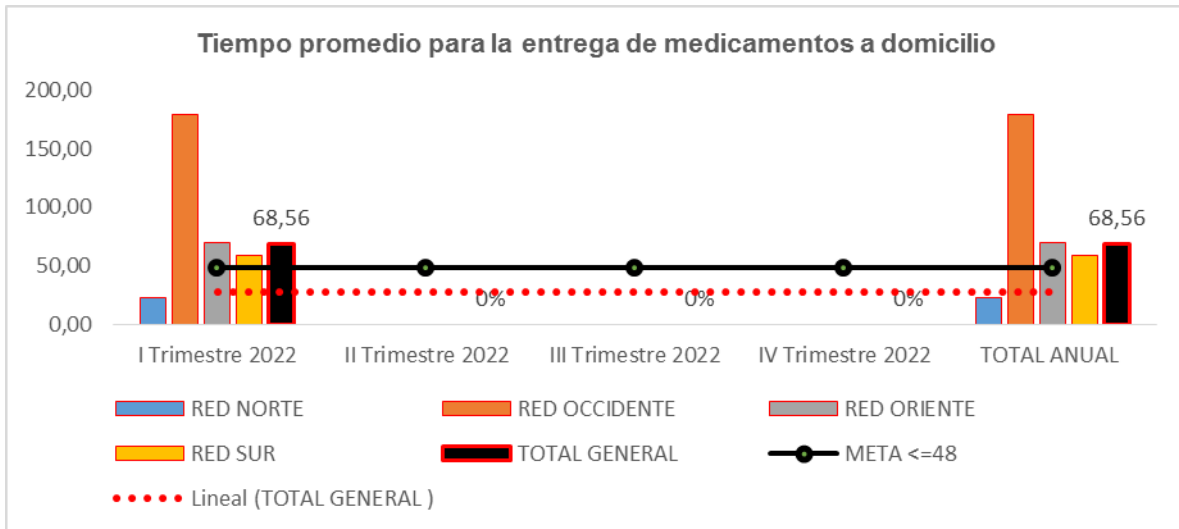 Tiempo promedio para la entrega de medicamentos a domicilio
200,00
150,00
100,00
50,00
0,00
68,56
0%
0%
0%
68,56
I Trimestre 2022
II Trimestre 2022
III Trimestre 2022
IV Trimestre 2022
TOTAL ANUAL
RED NORTE
RED OCCIDENTE
RED ORIENTE
RED SUR
TOTAL GENERAL
META <=48
Lineal (TOTAL GENERAL )